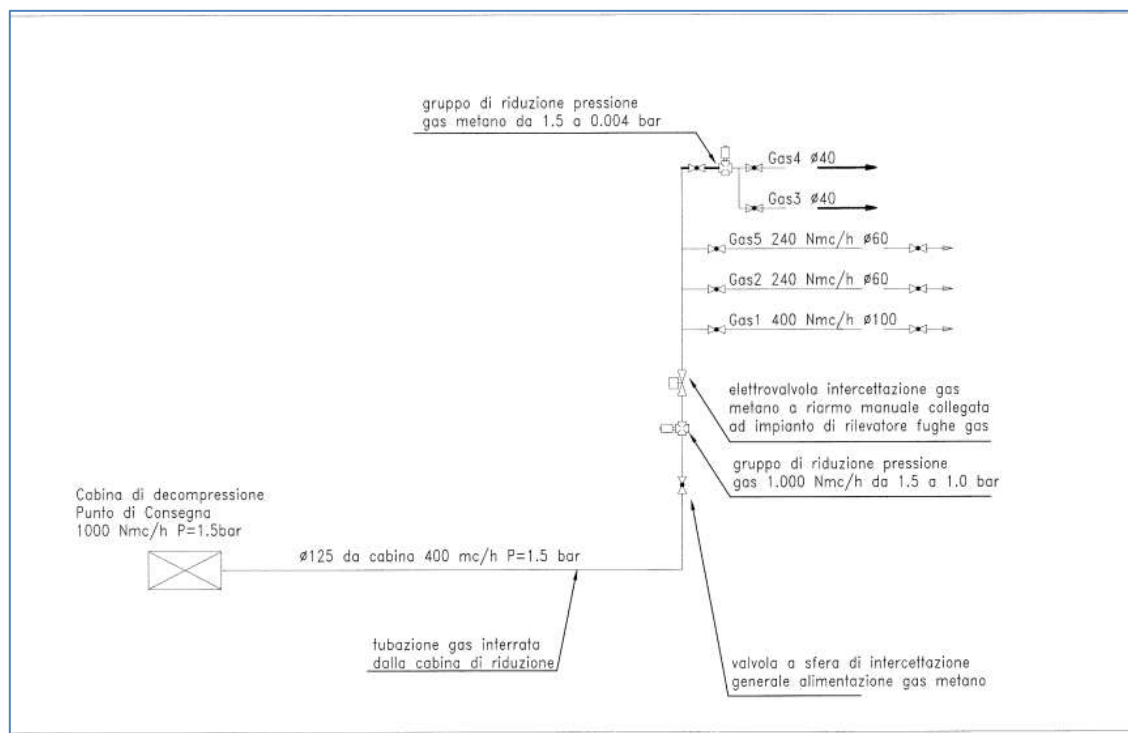 gruppo di riduzione pressione
gas metano da 1.5 a 0.004 bar
Gas4 ø40
Gas3 ø40
Gas5 240 Nmc/h ø60
Gas2 240 Nmc/h ø60
Gas1 400 Nmc/h ø100
elettrovalvola intercettazione gas
metano a riarmo manuale collegata
ad impianto di rilevatore fughe gas
gruppo di riduzione pressione
gas 1.000 Nmc/h da 1.5 a 1.0 bar
Cabina di decompressione
Punto di Consegna
1000 Nmc/h P=1.5bar
ø125 da cabina 400 mc/h P=1.5 bar
tubazione gas interrata
dalla cabina di riduzione
valvola a sfera di intercettazione
generale alimentazione gas metano